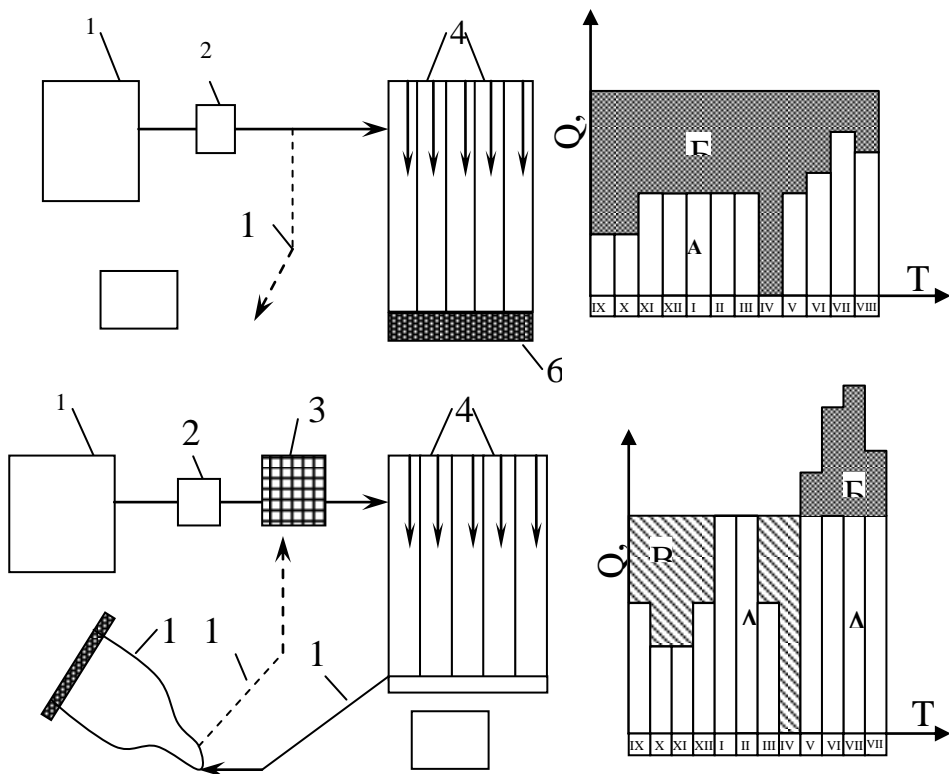 1
2
4
1
6
Q,
Б
А
T
IX X XI XII I II III IV V VI VII VIII
1
2
3
4
1
1
1
Q,
В
А
Б
А
T
IX X XI XII I II III IV V VI VII VII